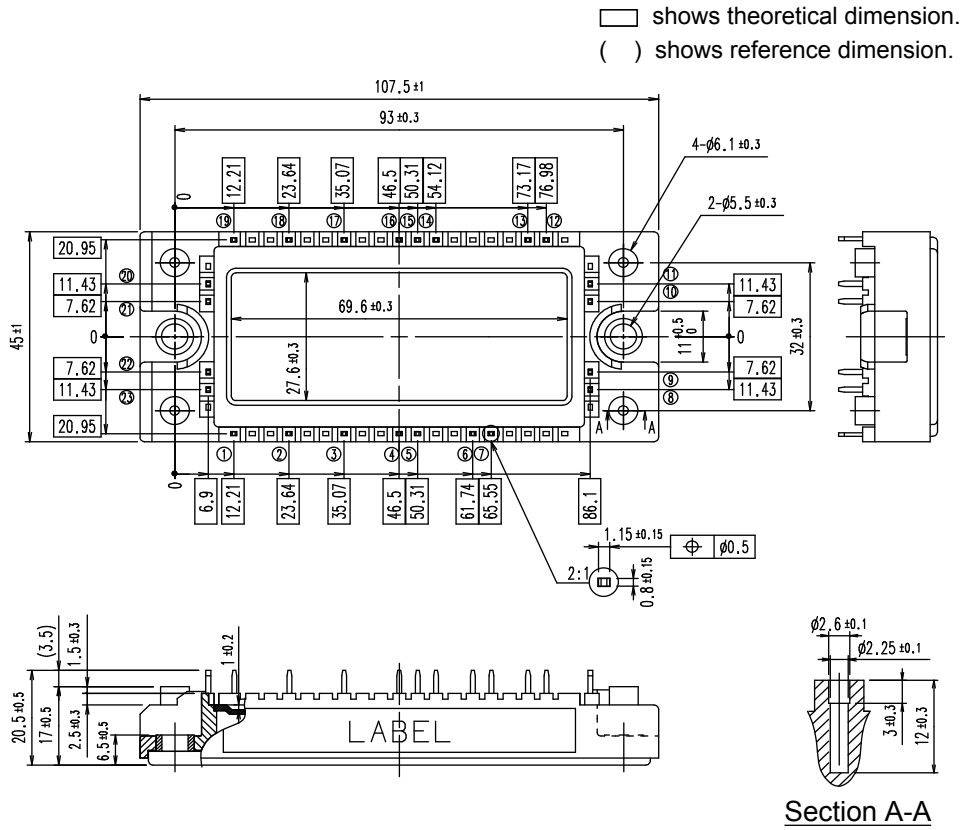 shows theoretical dimension.
( ) shows reference dimension.
107.5 ±1
93 ±0.3
4-ø6.1 ±0.3
2-ø5.5 ±0.3
0 12.21 23.64 35.07 46.5 50.31 54.12 73.17 76.98
⑲ ⑱ ⑰ ⑯ ⑮ ⑭ ⑬ ⑫
20.95 ⑳ ⑪
11.43 ⑩ 11.43
7.62 ㉑ 7.62
45 ±1 0 69.6 ±0.3 27.6 ±0.3 11 +0.5 0 0 32 ±0.3
7.62 ㉒ ⑨ 7.62
11.43 ㉓ ⑧ 11.43
20.95 A A
① ② ③ ④ ⑤ ⑥ ⑦
0 6.9 12.21 23.64 35.07 46.5 50.31 61.74 65.55 86.1
1.15 ±0.15
⌖ ø0.5
2:1
0.8 ±0.15
(3.5) 1.5 ±0.3 1 ±0.2
20.5 ±0.5 17 ±0.5 2.5 ±0.3 6.5 ±0.5
LABEL
ø2.6 ±0.1
ø2.25 ±0.1
3 ±0.3 12 ±0.3
Section A-A